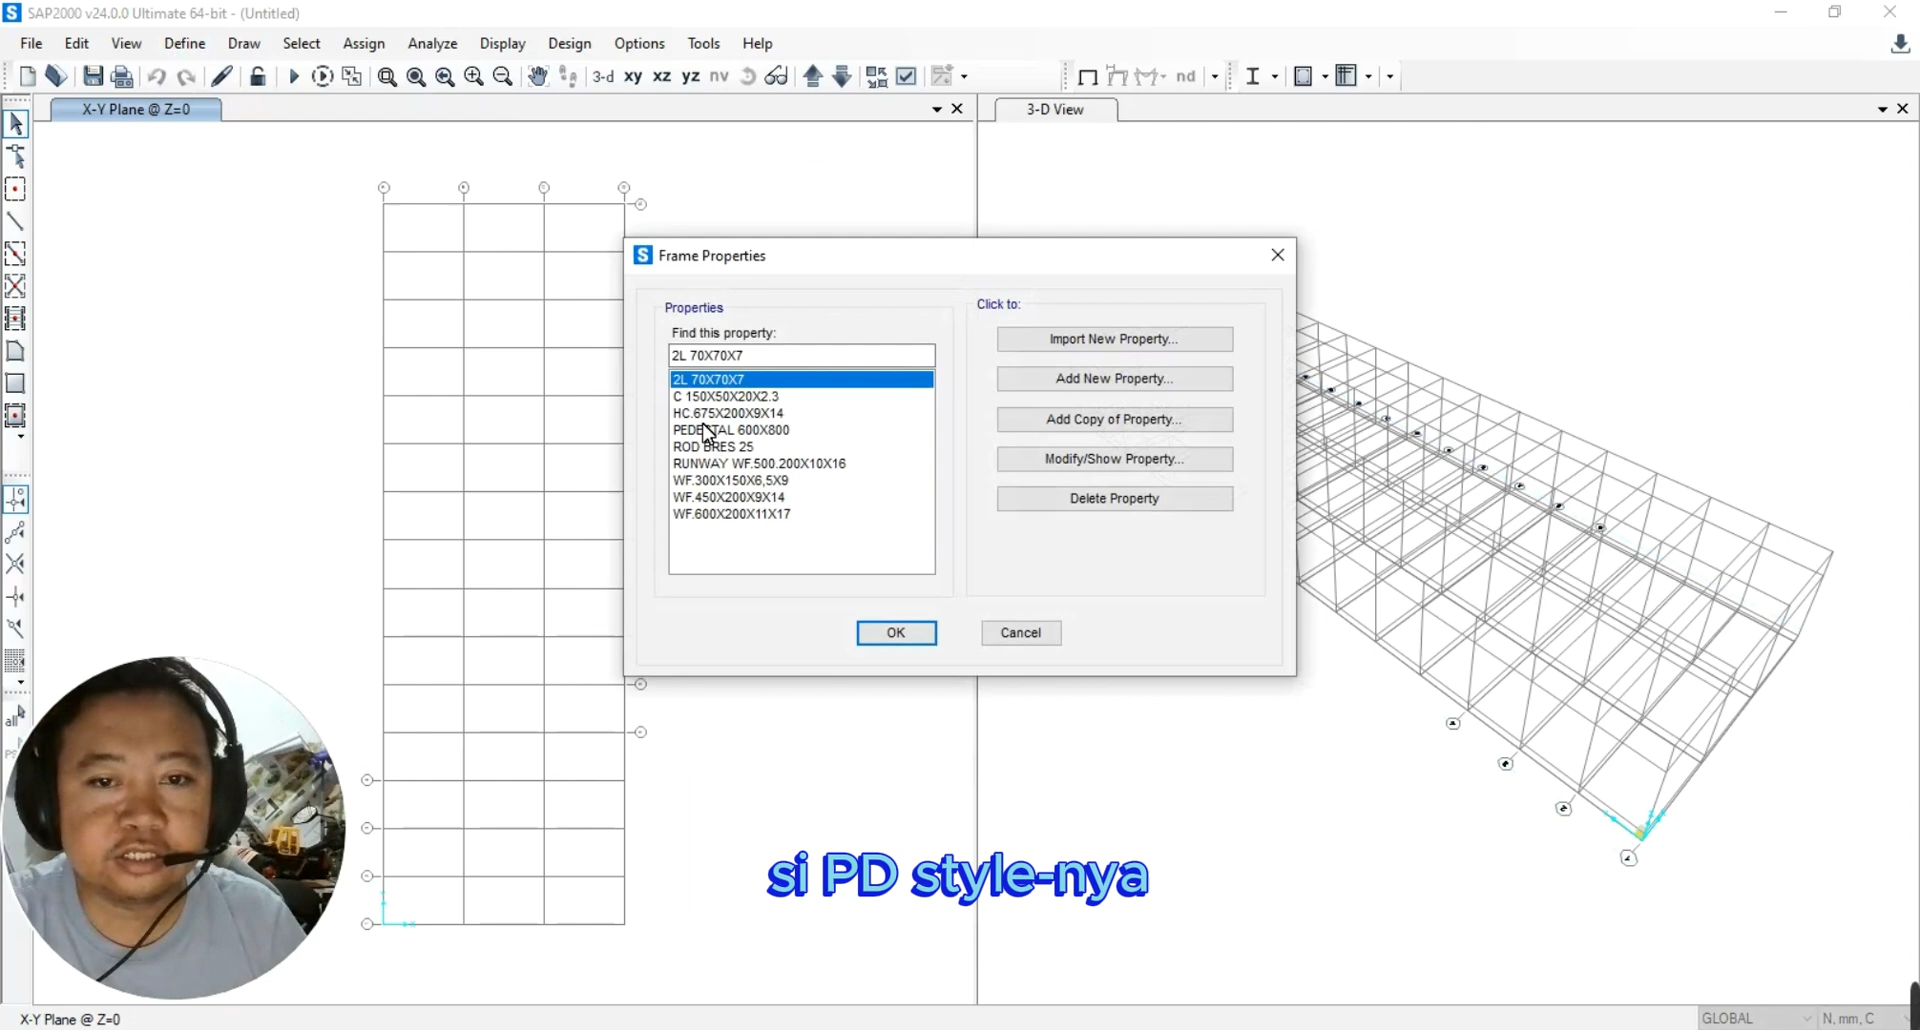 SAP2000 v24.0.0 Ultimate 64-bit - (Untitled)
File Edit View Define Draw Select Assign Analyze Display Design Options Tools Help
3-d xy xz yz nv nd
X-Y Plane @ Z=0
3-D View
Frame Properties
Properties
Find this property:
2L 70X70X7
2L 70X70X7
C 150X50X20X2.3
HC.675X200X9X14
PEDESTAL 600X800
ROD BRES 25
RUNWAY WF.500.200X10X16
WF.300X150X6,5X9
WF.450X200X9X14
WF.600X200X11X17
Click to:
Import New Property...
Add New Property...
Add Copy of Property...
Modify/Show Property...
Delete Property
OK
Cancel
all
si PD style-nya
X-Y Plane @ Z=0
GLOBAL
N, mm, C